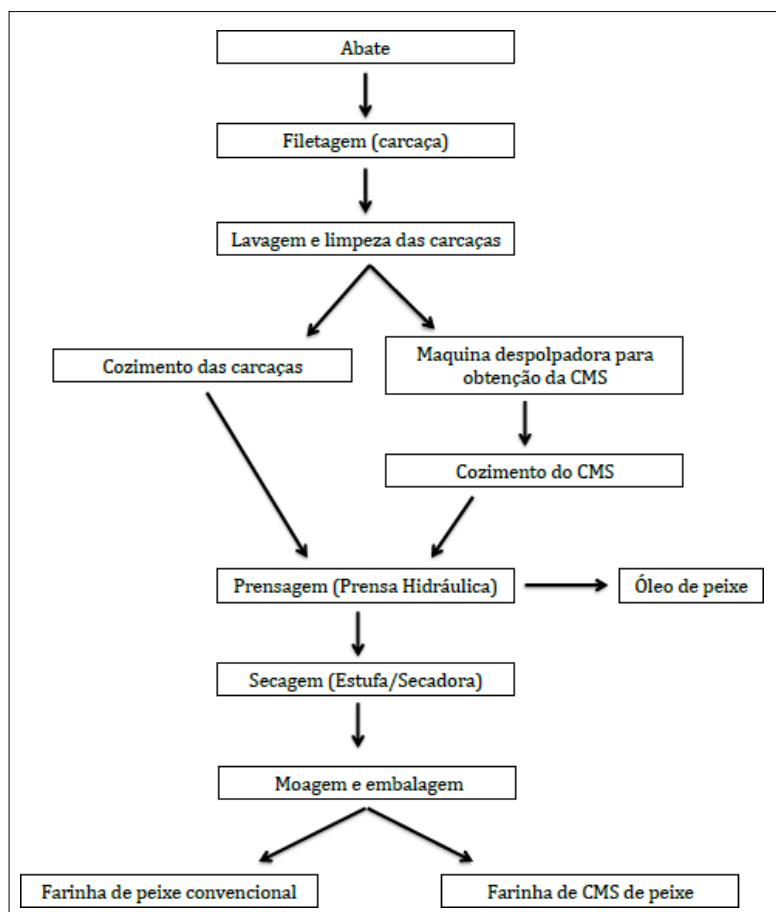 Abate
Filetagem (carcaça)
Lavagem e limpeza das carcaças
Cozimento das carcaças
Maquina despolpadora para
obtenção da CMS
Cozimento do CMS
Prensagem (Prensa Hidráulica)
Óleo de peixe
Secagem (Estufa/Secadora)
Moagem e embalagem
Farinha de peixe convencional
Farinha de CMS de peixe